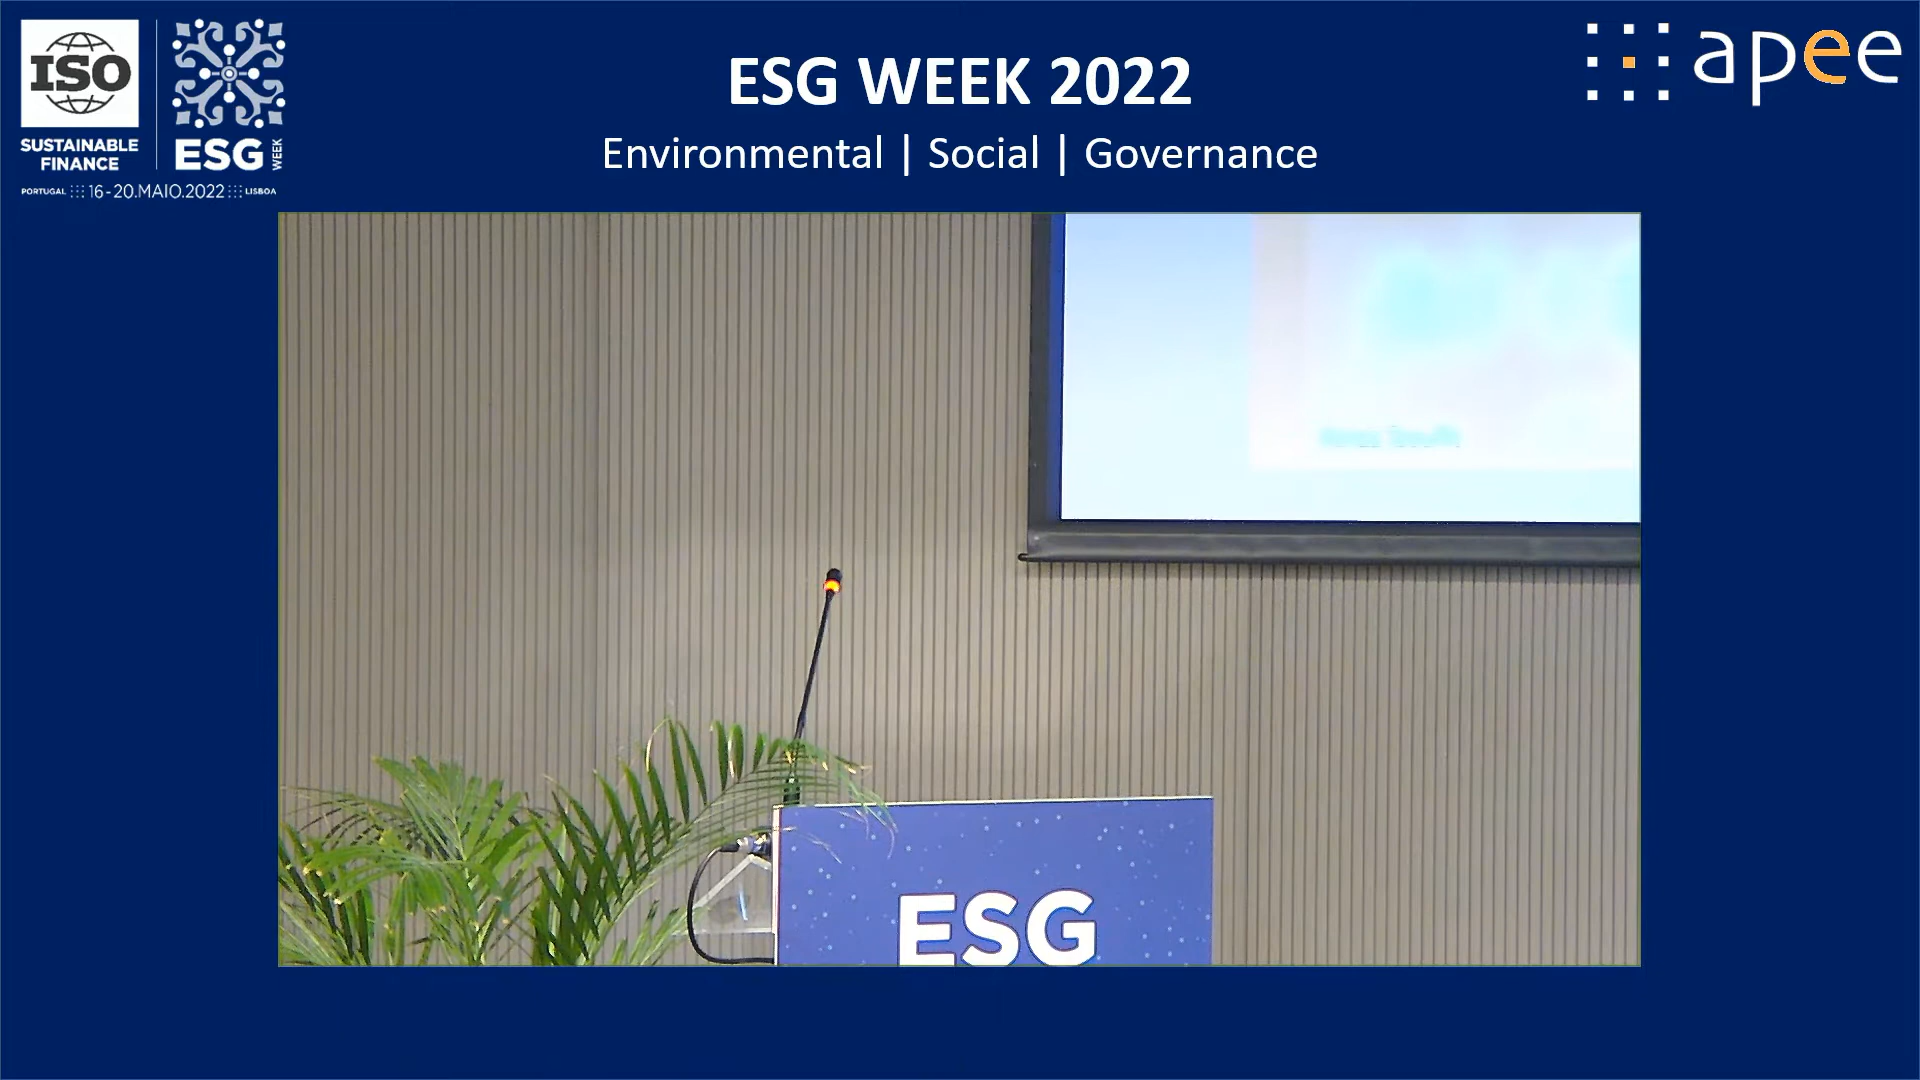 ISO
SUSTAINABLE
FINANCE
ESG
WEEK
PORTUGAL 16-20.MAIO.2022 LISBOA
ESG WEEK 2022
Environmental | Social | Governance
apee
ESG